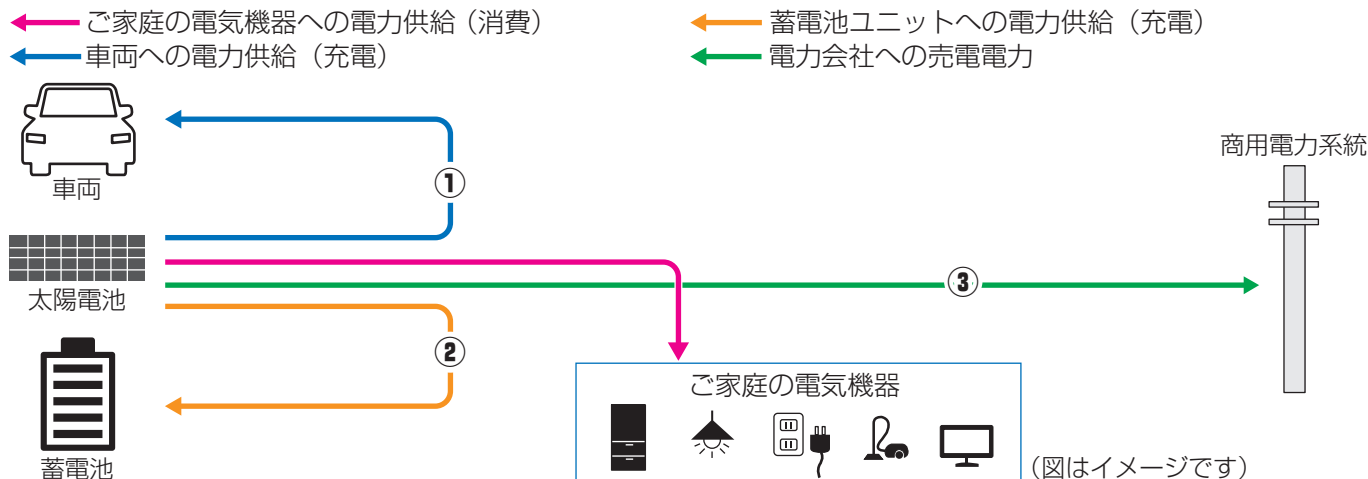 ご家庭の電気機器への電力供給（消費）
蓄電池ユニットへの電力供給（充電）
車両への電力供給（充電）
電力会社への売電電力
商用電力系統
車両
①
太陽電池
③
②
ご家庭の電気機器
蓄電池
（図はイメージです）